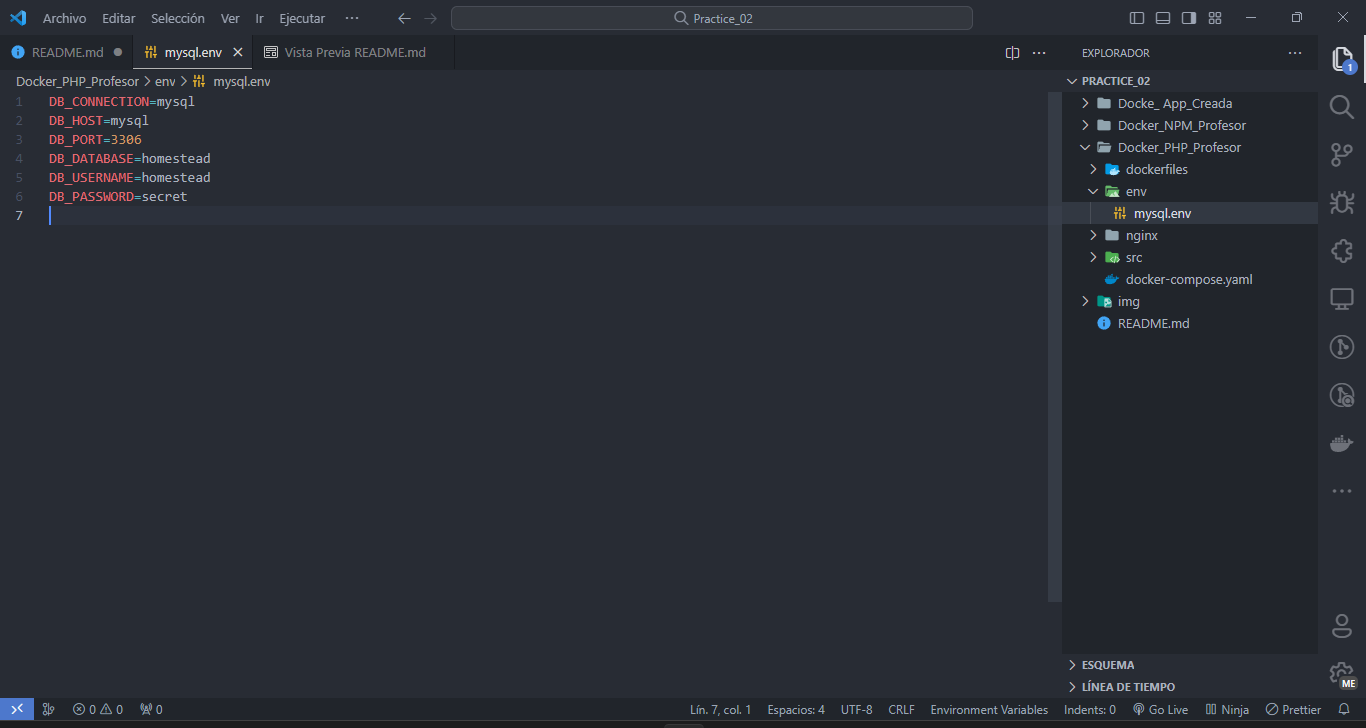 Archivo Editar Selección Ver Ir Ejecutar ··· Practice_02
README.md mysql.env Vista Previa README.md
Docker_PHP_Profesor > env > mysql.env
1 DB_CONNECTION=mysql
2 DB_HOST=mysql
3 DB_PORT=3306
4 DB_DATABASE=homestead
5 DB_USERNAME=homestead
6 DB_PASSWORD=secret
7
EXPLORADOR
PRACTICE_02
Docke_ App_Creada
Docker_NPM_Profesor
Docker_PHP_Profesor
dockerfiles
env
mysql.env
nginx
src
docker-compose.yaml
img
README.md
ESQUEMA
LÍNEA DE TIEMPO
1
ME
0 0 0 Lín. 7, col. 1 Espacios: 4 UTF-8 CRLF Environment Variables Indents: 0 Go Live Ninja Prettier